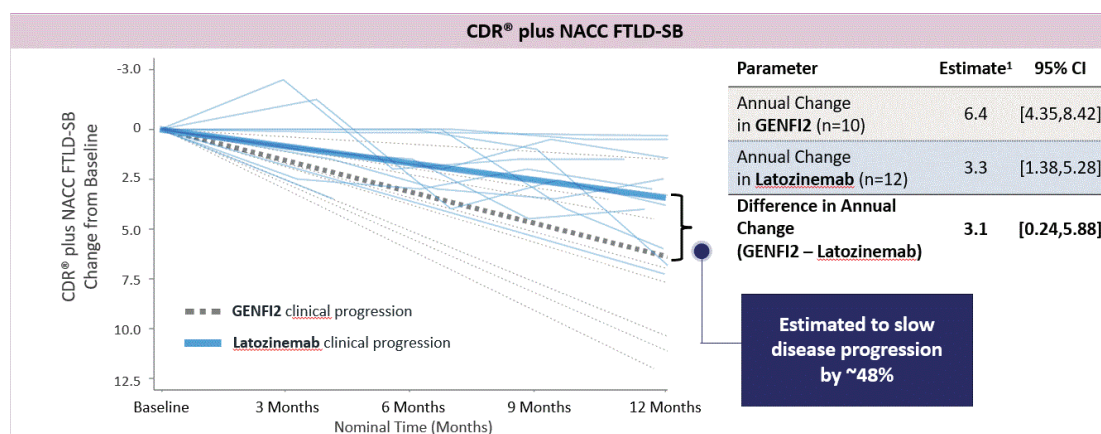 CDR® plus NACC FTLD-SB
CDR® plus NACC FTLD-SB
Change from Baseline
-3.0
0
2.5
5.0
7.5
10.0
12.5
GENFI2 clinical progression
Latozinemab clinical progression
Baseline
3 Months
6 Months
9 Months
12 Months
Nominal Time (Months)
Parameter Estimate¹ 95% CI
Annual Change
in GENFI2 (n=10) 6.4 [4.35,8.42]
Annual Change
in Latozinemab (n=12) 3.3 [1.38,5.28]
Difference in Annual
Change 3.1 [0.24,5.88]
(GENFI2 – Latozinemab)
Estimated to slow
disease progression
by ~48%